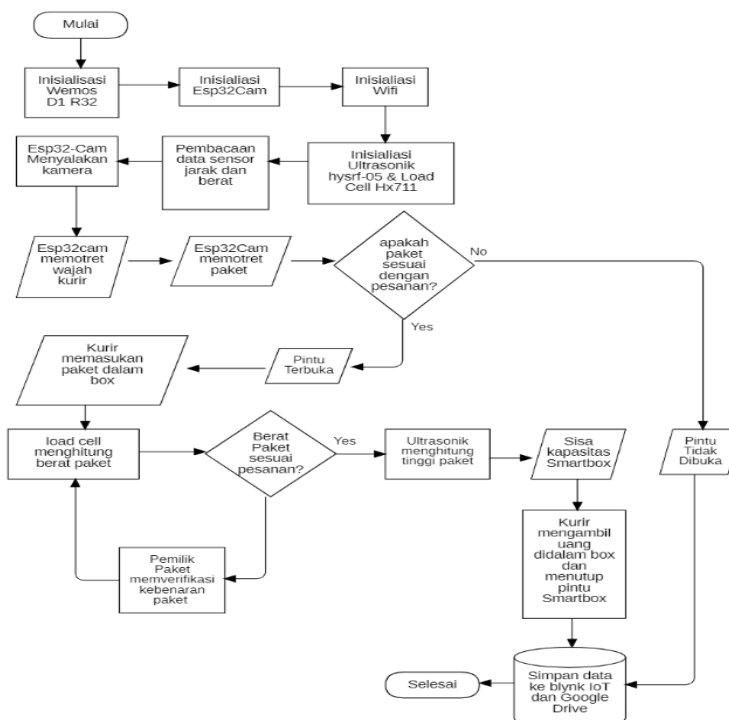 Mulai
Inisialisasi
Wemos
D1 R32
Inisialiasi
Esp32Cam
Inisialiasi
Wifi
Inisialiasi
Ultrasonik
hysrf-05 & Load
Cell Hx711
Pembacaan
data sensor
jarak dan
berat
Esp32-Cam
Menyalakan
kamera
Esp32cam
memotret
wajah
kurir
Esp32Cam
memotret
paket
apakah
paket
sesuai
dengan
pesanan?
No
Yes
Pintu
Terbuka
Kurir
memasukan
paket dalam
box
load cell
menghitung
berat paket
Berat
Paket
sesuai
pesanan?
Yes
Ultrasonik
menghitung
tinggi paket
Sisa
kapasitas
Smartbox
Pintu
Tidak
Dibuka
Pemilik
Paket
memverifikasi
kebenaran
paket
Kurir
mengambil
uang
didalam box
dan
menutup
pintu
Smartbox
Simpan data
ke blynk IoT
dan Google
Drive
Selesai